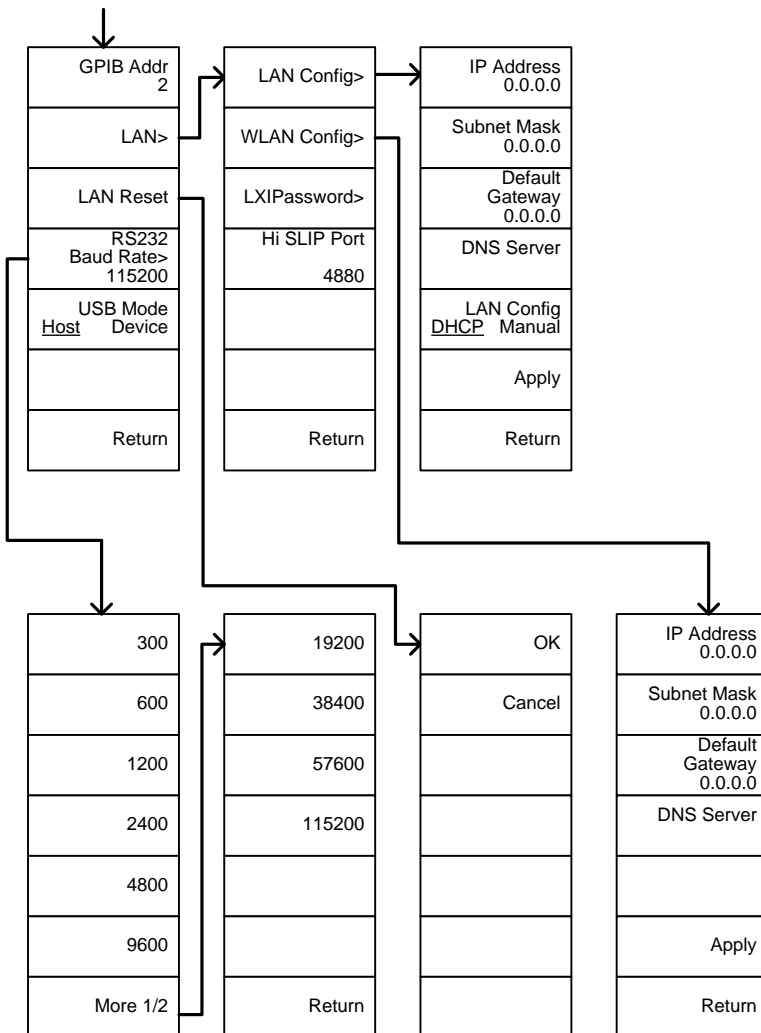 GPIB Addr
2
LAN>
LAN Reset
RS232
Baud Rate>
115200
USB Mode
Host Device
Return
LAN Config>
WLAN Config>
LXIPassword>
Hi SLIP Port
4880
Return
IP Address
0.0.0.0
Subnet Mask
0.0.0.0
Default
Gateway
0.0.0.0
DNS Server
LAN Config
DHCP Manual
Apply
Return
300
600
1200
2400
4800
9600
More 1/2
19200
38400
57600
115200
Return
OK
Cancel
IP Address
0.0.0.0
Subnet Mask
0.0.0.0
Default
Gateway
0.0.0.0
DNS Server
Apply
Return